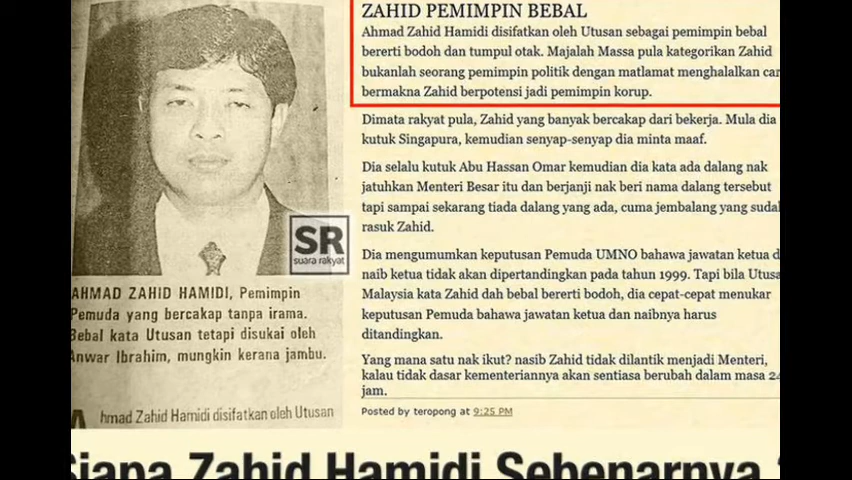 ZAHID PEMIMPIN BEBAL
Ahmad Zahid Hamidi disifatkan oleh Utusan sebagai pemimpin bebal
bererti bodoh dan tumpul otak. Majalah Massa pula kategorikan Zahid
bukanlah seorang pemimpin politik dengan matlamat menghalalkan car
bermakna Zahid berpotensi jadi pemimpin korup.
Dimata rakyat pula, Zahid yang banyak bercakap dari bekerja. Mula dia
kutuk Singapura, kemudian senyap-senyap dia minta maaf.
Dia selalu kutuk Abu Hassan Omar kemudian dia kata ada dalang nak
jatuhkan Menteri Besar itu dan berjanji nak beri nama dalang tersebut
tapi sampai sekarang tiada dalang yang ada, cuma jembalang yang sudal
rasuk Zahid.
Dia mengumumkan keputusan Pemuda UMNO bahawa jawatan ketua d
naib ketua tidak akan dipertandingkan pada tahun 1999. Tapi bila Utusa
Malaysia kata Zahid dah bebal bererti bodoh, dia cepat-cepat menukar
keputusan Pemuda bahawa jawatan ketua dan naibnya harus
ditandingkan.
Yang mana satu nak ikut? nasib Zahid tidak dilantik menjadi Menteri,
kalau tidak dasar kementeriannya akan sentiasa berubah dalam masa 24
jam.
Posted by teropong at 9:25 PM
SR
suara rakyat
AHMAD ZAHID HAMIDI, Pemimpin
Pemuda yang bercakap tanpa irama.
Bebal kata Utusan tetapi disukai oleh
Anwar Ibrahim, mungkin kerana jambu.
Ahmad Zahid Hamidi disifatkan oleh Utusan
Siapa Zahid Hamidi Sebenarnya ?